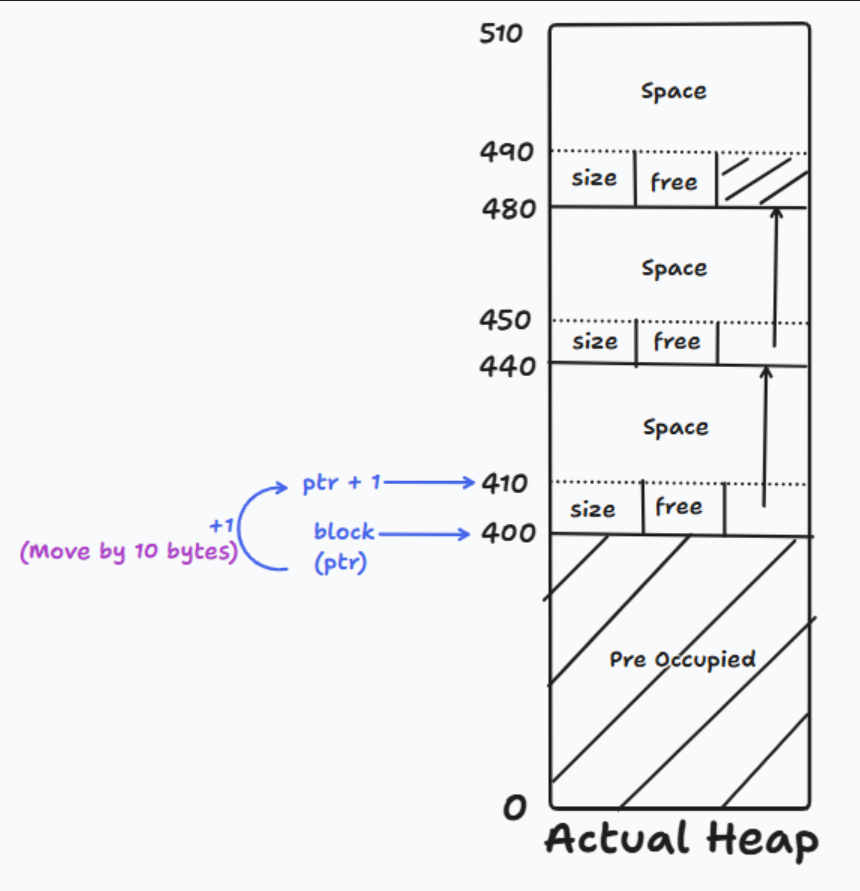 510
Space
490
size free
480
Space
450
size free
440
Space
ptr + 1 410
size free
+1
block 400
(Move by 10 bytes)
(ptr)
Pre Occupied
0
Actual Heap